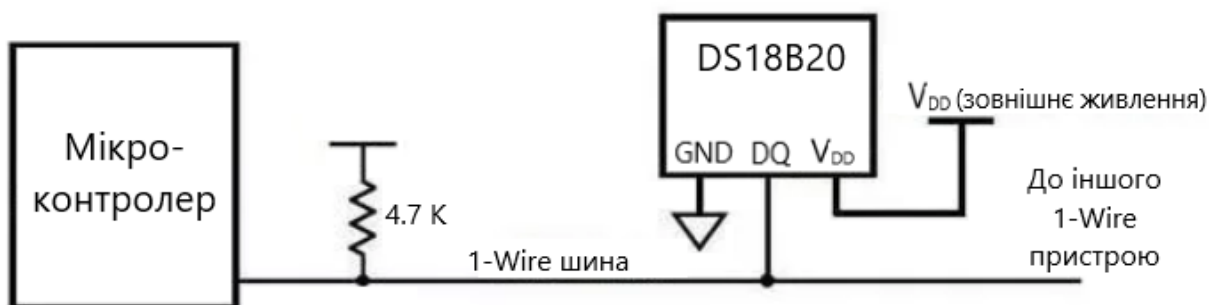 Мікро-
контролер
4.7 K
1-Wire шина
DS18B20
GND DQ VDD
VDD (зовнішнє живлення)
До іншого
1-Wire
пристрою